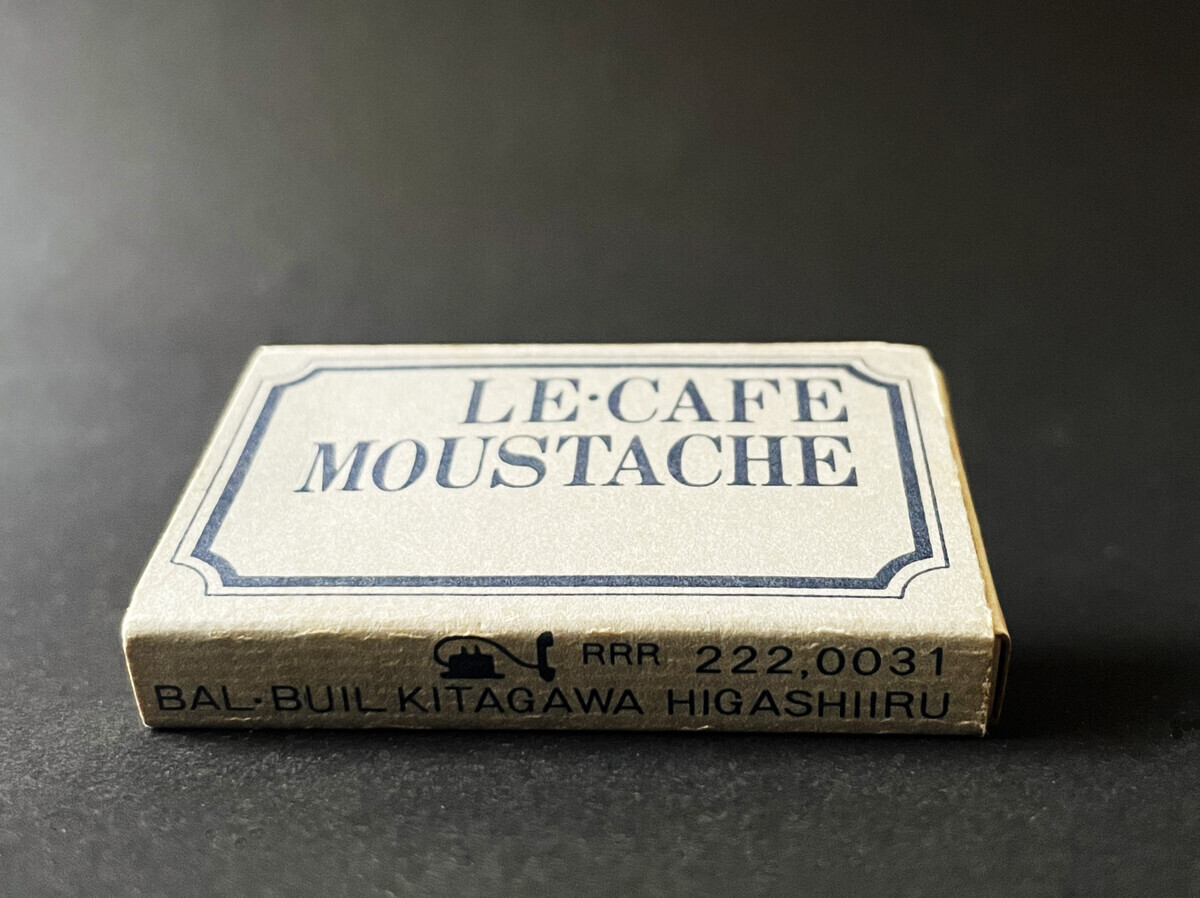 LE·CAFE
MOUSTACHE
RRR 222,0031
BAL·BUIL KITAGAWA HIGASHIIRU